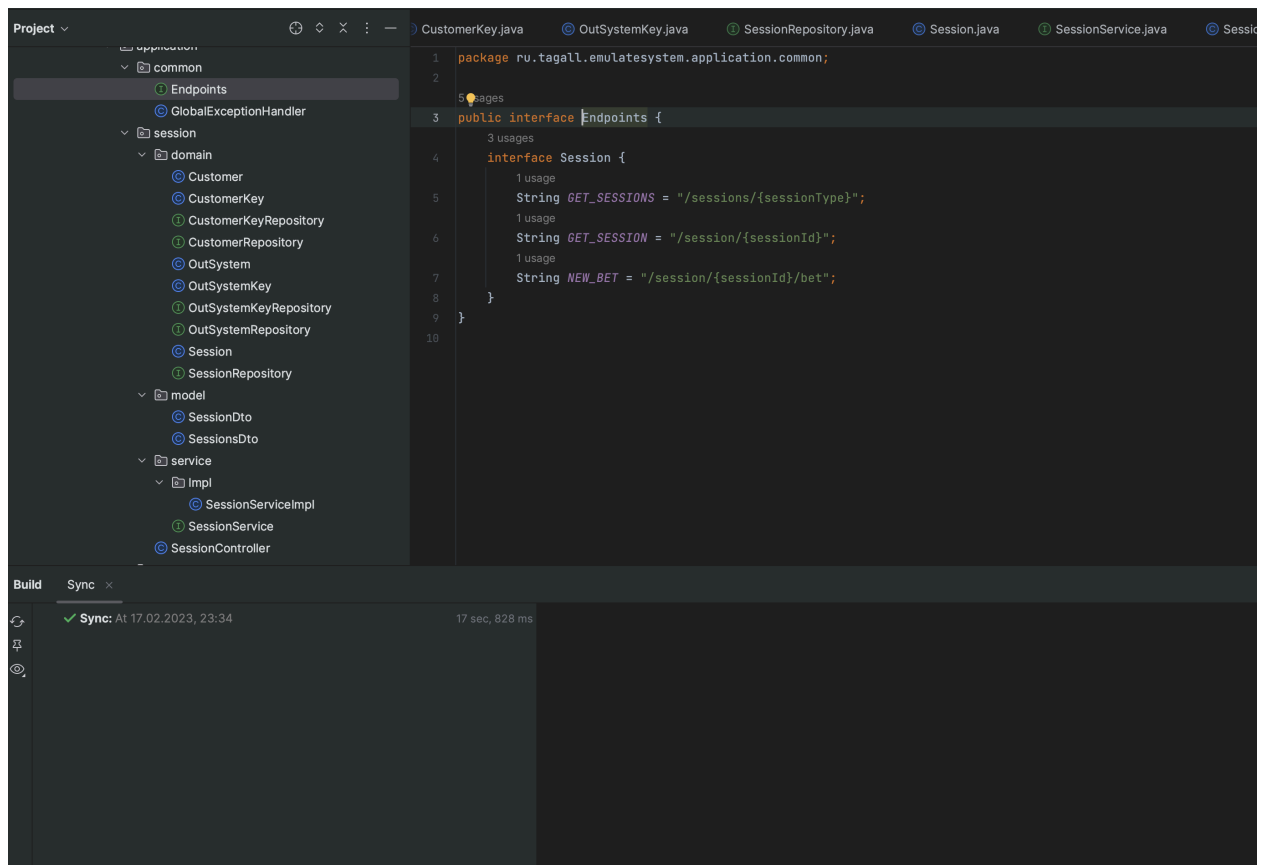 Project
application
common
Endpoints
GlobalExceptionHandler
session
domain
Customer
CustomerKey
CustomerKeyRepository
CustomerRepository
OutSystem
OutSystemKey
OutSystemKeyRepository
OutSystemRepository
Session
SessionRepository
model
SessionDto
SessionsDto
service
Impl
SessionServiceImpl
SessionService
SessionController
CustomerKey.java OutSystemKey.java SessionRepository.java Session.java SessionService.java Sessio
1 package ru.tagall.emulatesystem.application.common;
2
5 usages
3 public interface Endpoints {
3 usages
4 interface Session {
1 usage
5 String GET_SESSIONS = "/sessions/{sessionType}";
1 usage
6 String GET_SESSION = "/session/{sessionId}";
1 usage
7 String NEW_BET = "/session/{sessionId}/bet";
8 }
9 }
10
Build Sync ×
Sync: At 17.02.2023, 23:34 17 sec, 828 ms